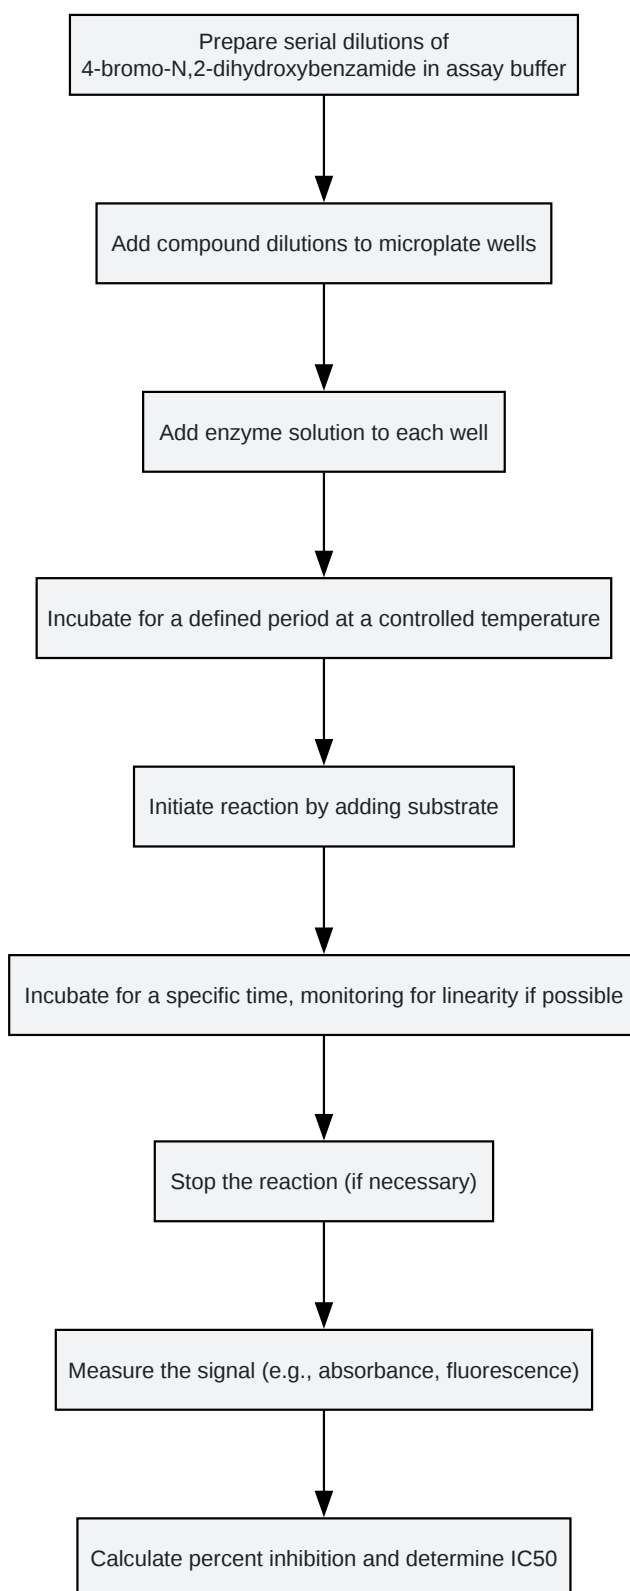 Prepare serial dilutions of
4-bromo-N,2-dihydroxybenzamide in assay buffer
Add compound dilutions to microplate wells
Add enzyme solution to each well
Incubate for a defined period at a controlled temperature
Initiate reaction by adding substrate
Incubate for a specific time, monitoring for linearity if possible
Stop the reaction (if necessary)
Measure the signal (e.g., absorbance, fluorescence)
Calculate percent inhibition and determine IC50